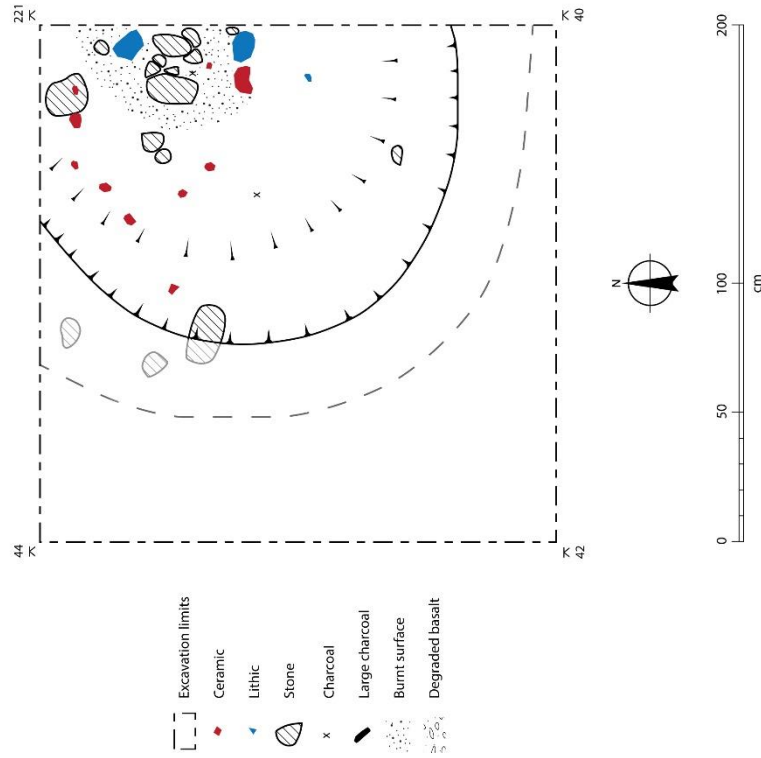 221
K
40
K
44
K
42
K
N
0
50
100
200
cm
Excavation limits
Ceramic
Lithic
Stone
x Charcoal
Large charcoal
Burnt surface
Degraded basalt